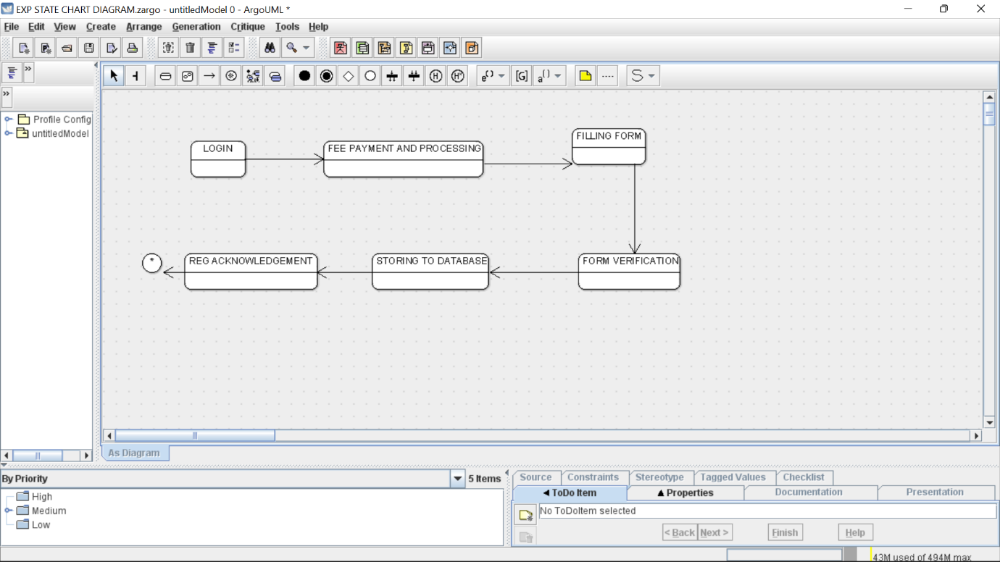 EXP STATE CHART DIAGRAM.zargo - untitledModel 0 - ArgoUML *
File Edit View Create Arrange Generation Critique Tools Help
e() [G] a()
H H*
Profile Config
untitledModel
LOGIN
FEE PAYMENT AND PROCESSING
FILLING FORM
*
REG ACKNOWLEDGEMENT
STORING TO DATABASE
FORM VERIFICATION
As Diagram
By Priority
5 Items
High
Medium
Low
Source Constraints Stereotype Tagged Values Checklist
ToDo Item Properties Documentation Presentation
No ToDoItem selected
< Back Next > Finish Help
43M used of 494M max